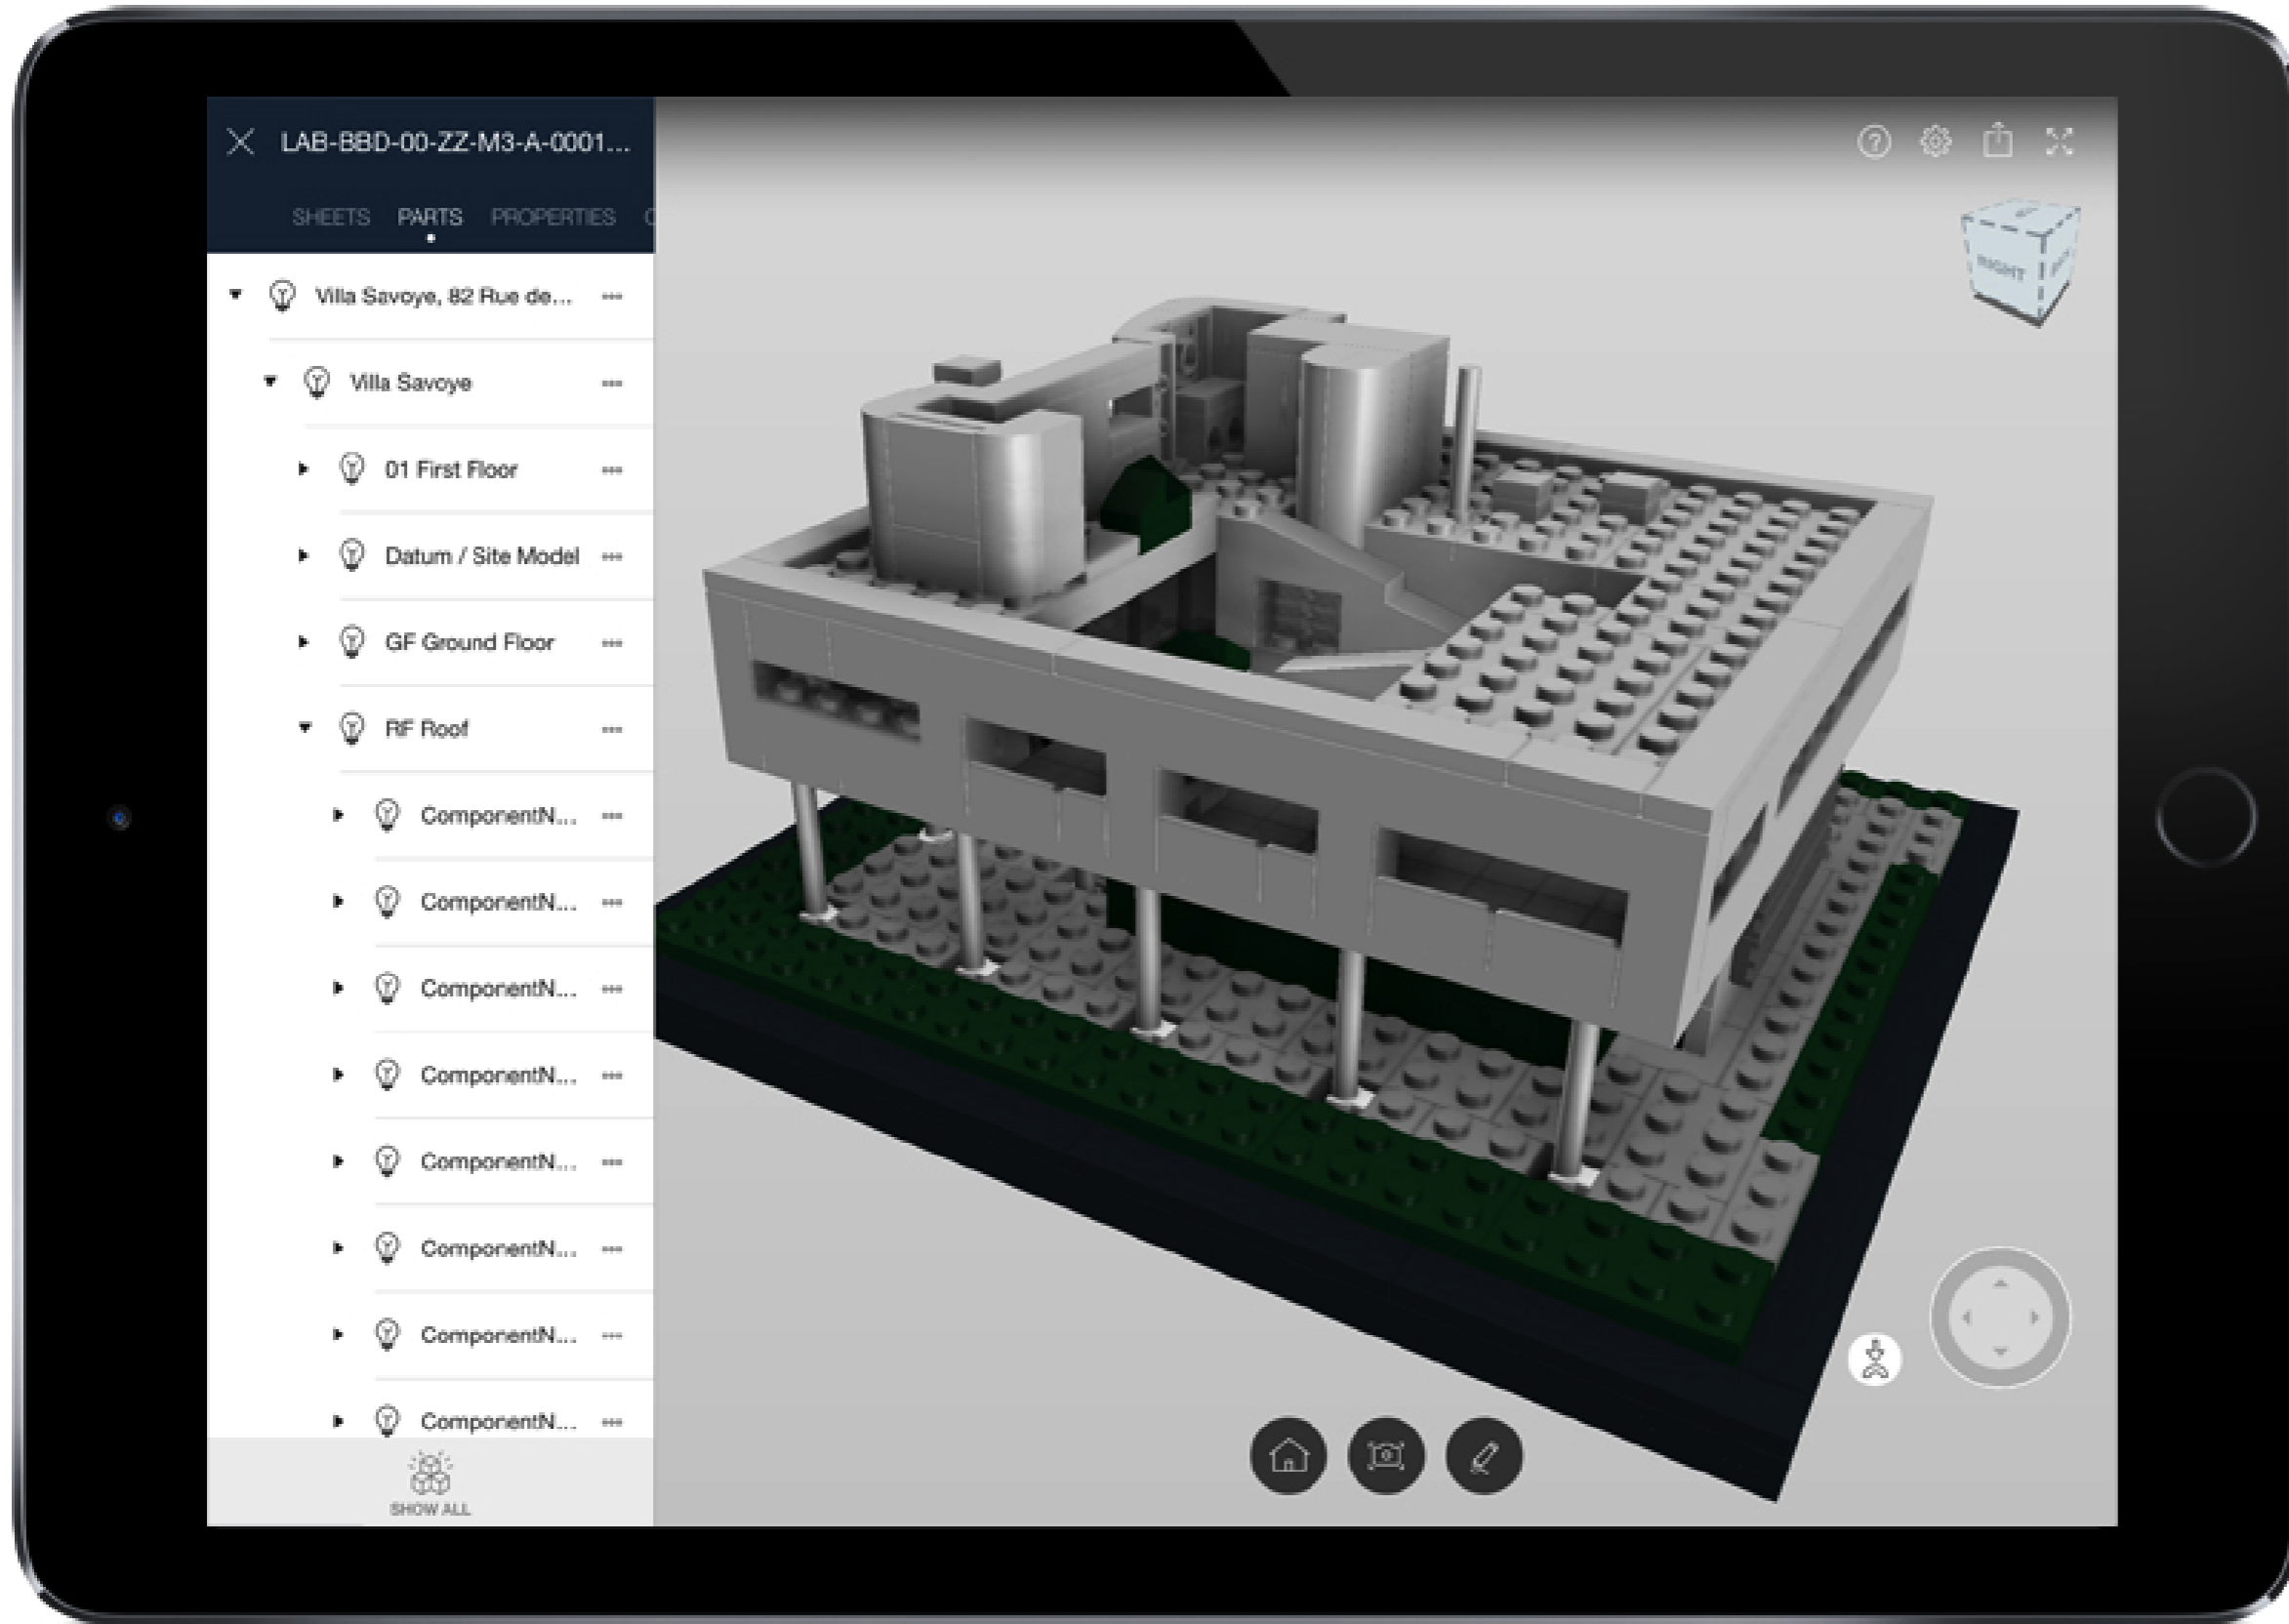 LAB-BBD-00-ZZ-M3-A-0001...
SHEETS PARTS PROPERTIES
Villa Savoye, 82 Rue de...
Villa Savoye
01 First Floor
Datum / Site Model
GF Ground Floor
RF Roof
ComponentN...
ComponentN...
ComponentN...
ComponentN...
ComponentN...
ComponentN...
ComponentN...
ComponentN...
SHOW ALL
RIGHT